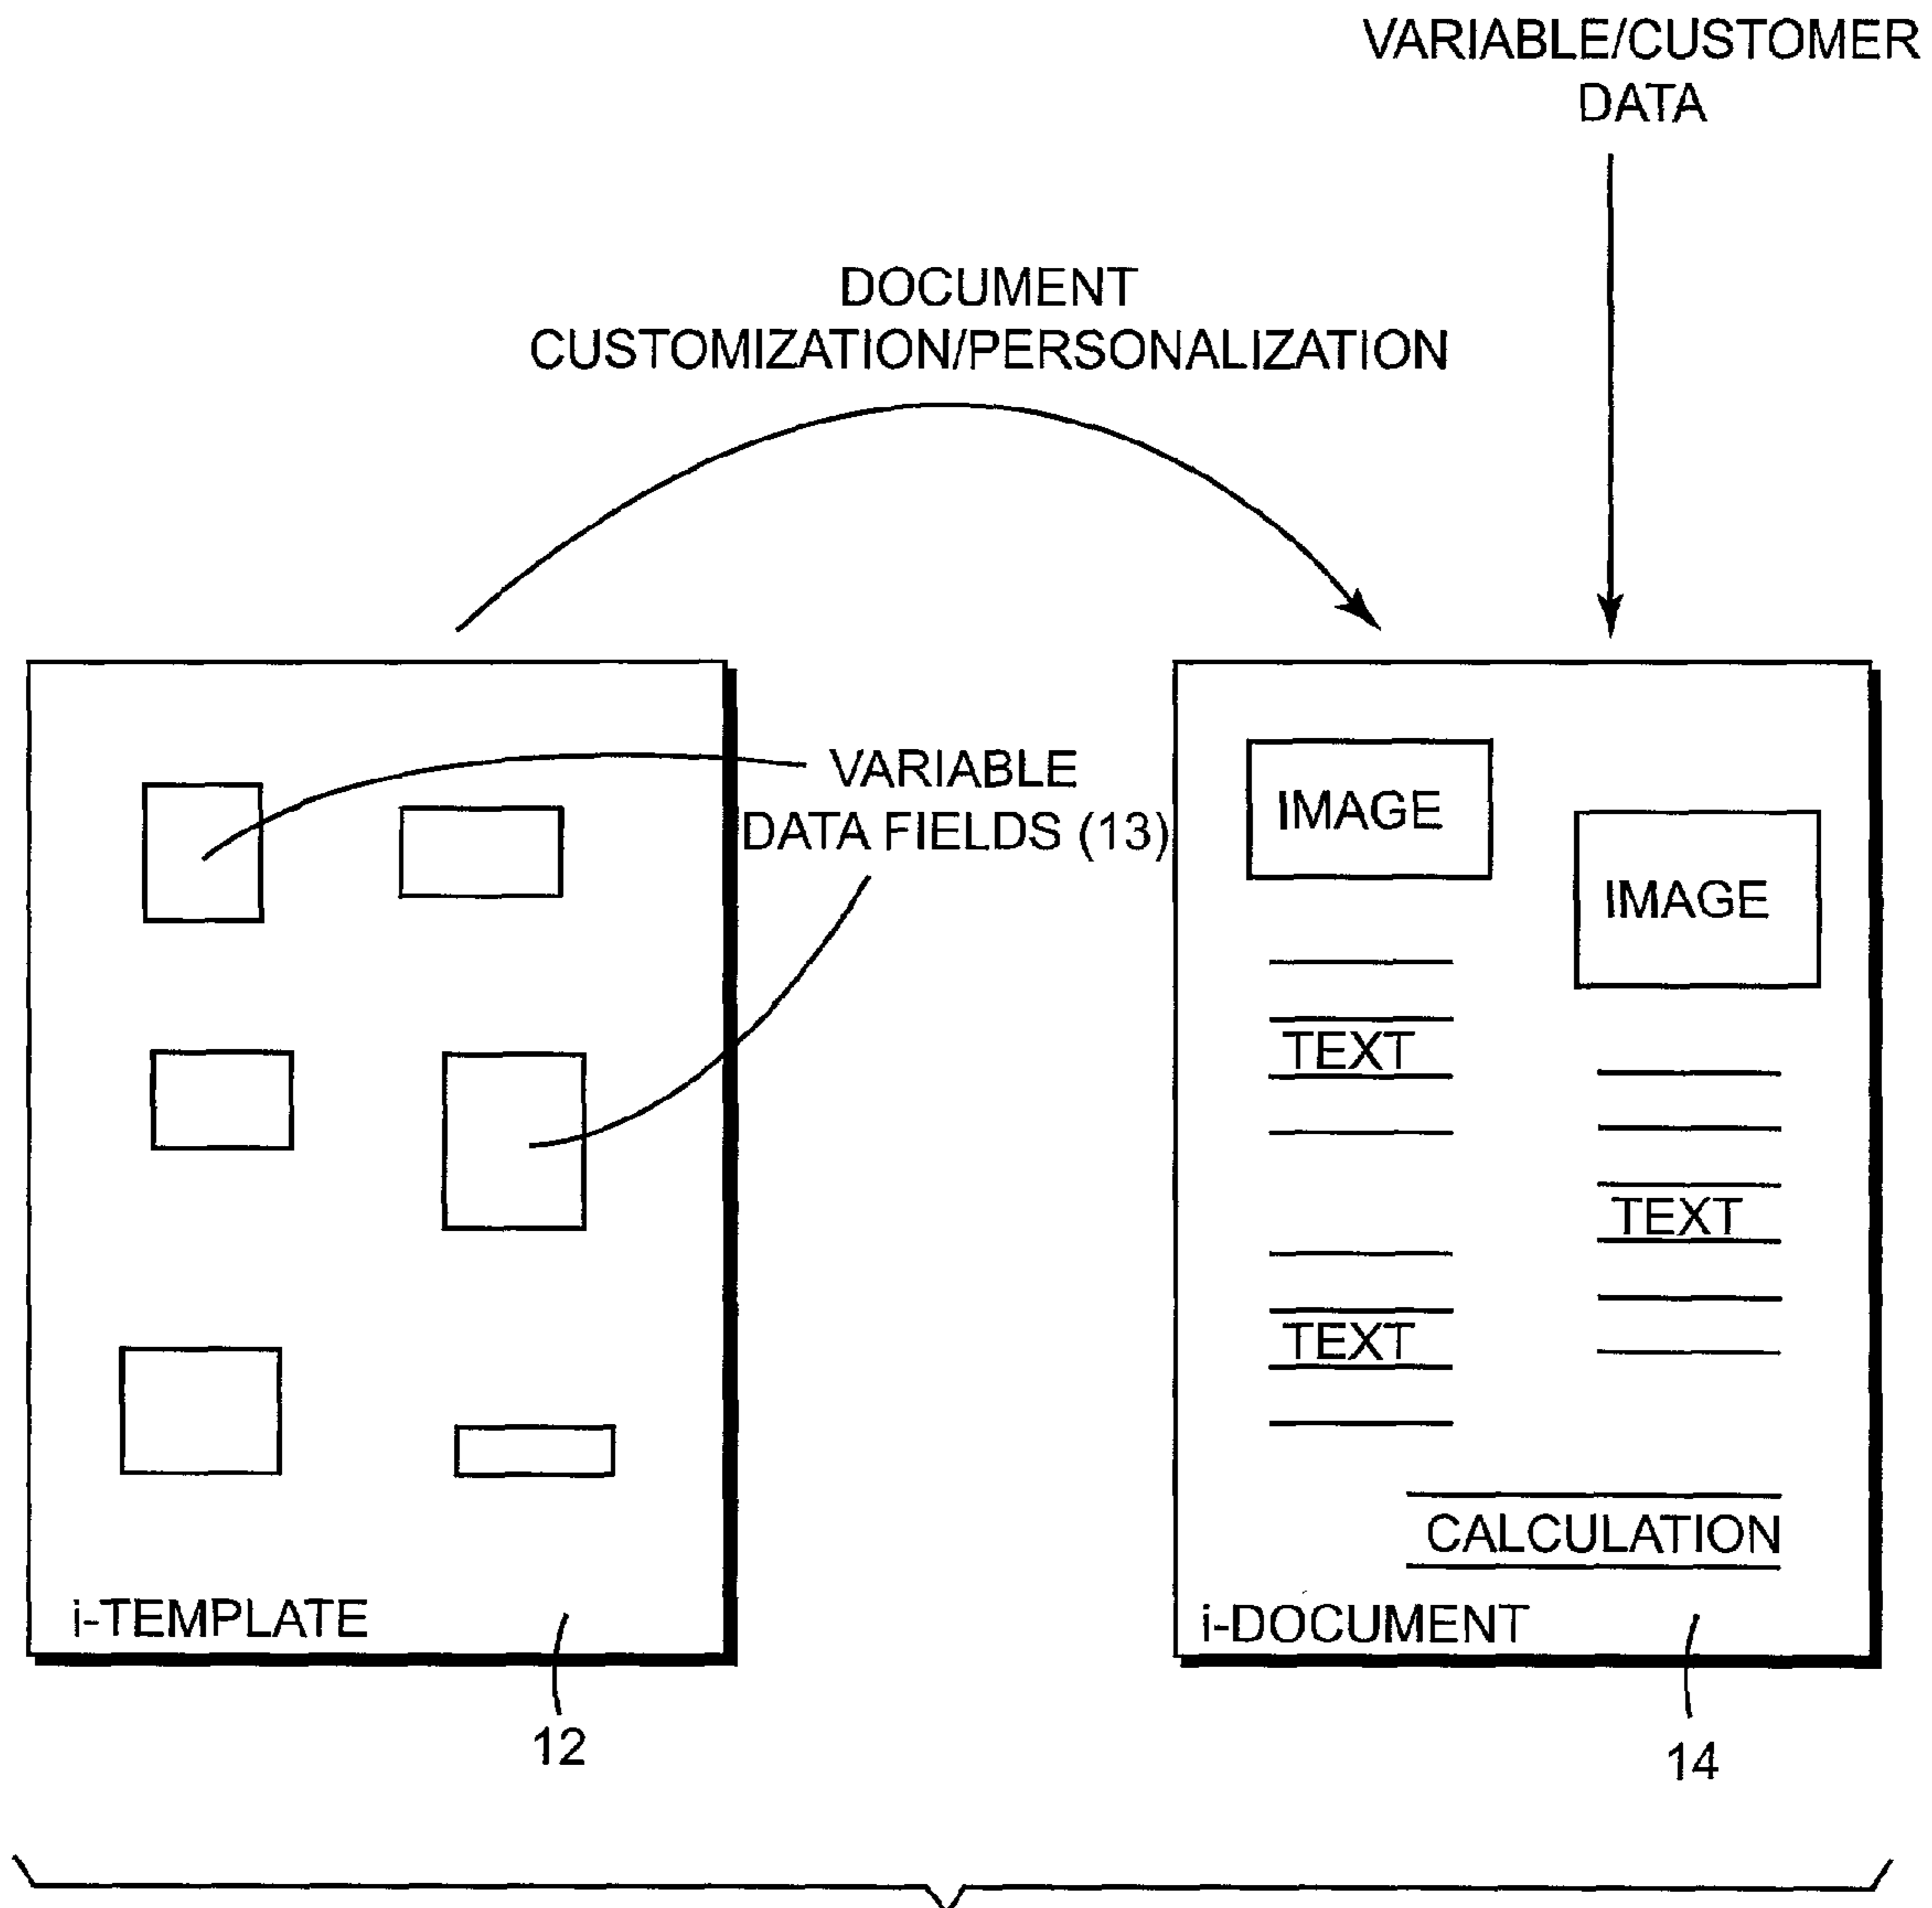 VARIABLE/CUSTOMER
DATA
DOCUMENT
CUSTOMIZATION/PERSONALIZATION
VARIABLE
DATA FIELDS (13)
IMAGE
IMAGE
TEXT
TEXT
TEXT
CALCULATION
i-TEMPLATE
i-DOCUMENT
12
14